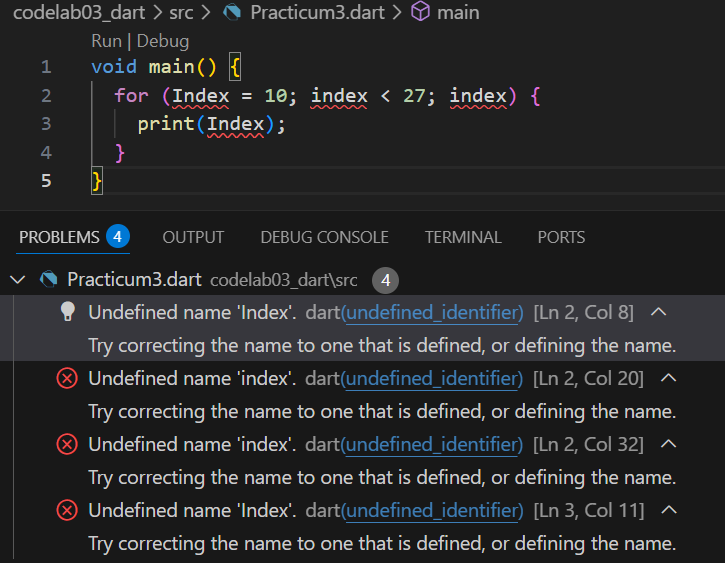 codelab03_dart > src > Practicum3.dart > main
Run | Debug
1 void main() {
2 for (Index = 10; index < 27; index) {
3 print(Index);
4 }
5 }
PROBLEMS 4 OUTPUT DEBUG CONSOLE TERMINAL PORTS
Practicum3.dart codelab03_dart\src 4
Undefined name 'Index'. dart(undefined_identifier) [Ln 2, Col 8]
Try correcting the name to one that is defined, or defining the name.
Undefined name 'index'. dart(undefined_identifier) [Ln 2, Col 20]
Try correcting the name to one that is defined, or defining the name.
Undefined name 'index'. dart(undefined_identifier) [Ln 2, Col 32]
Try correcting the name to one that is defined, or defining the name.
Undefined name 'Index'. dart(undefined_identifier) [Ln 3, Col 11]
Try correcting the name to one that is defined, or defining the name.